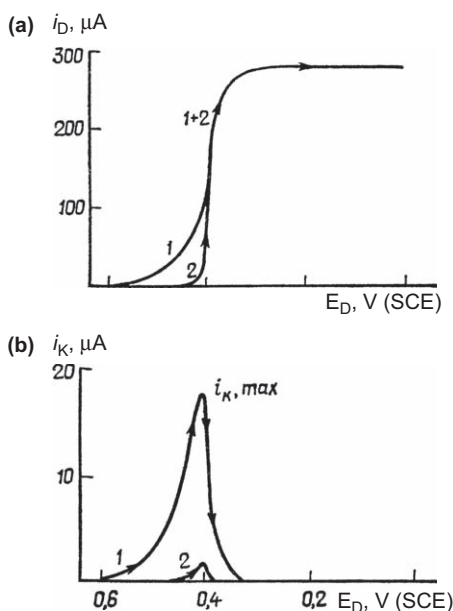 (a) i_D, μA
300
200
100
1+2
1
2
E_D, V (SCE)
(b) i_K, μA
20
10
i_K, max
1
2
0,6 0,4 0,2 E_D, V (SCE)